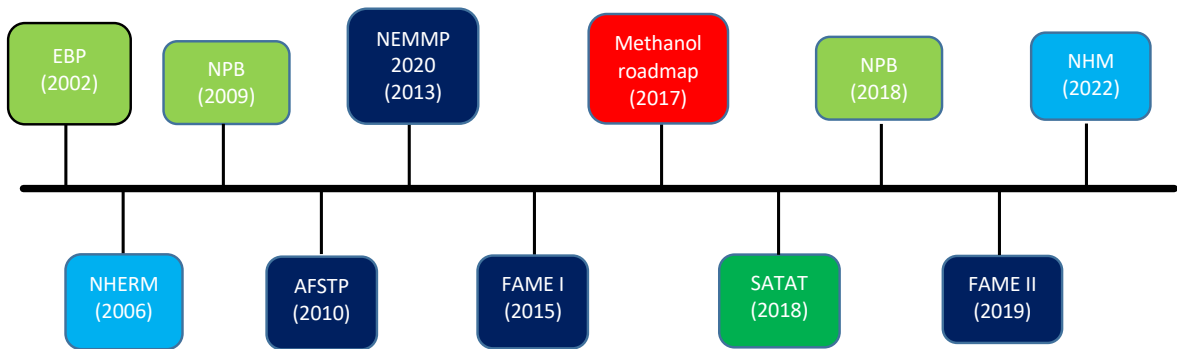 EBP
(2002)
NPB
(2009)
NEMMP
2020
(2013)
Methanol
roadmap
(2017)
NPB
(2018)
NHM
(2022)
NHERM
(2006)
AFSTP
(2010)
FAME I
(2015)
SATAT
(2018)
FAME II
(2019)